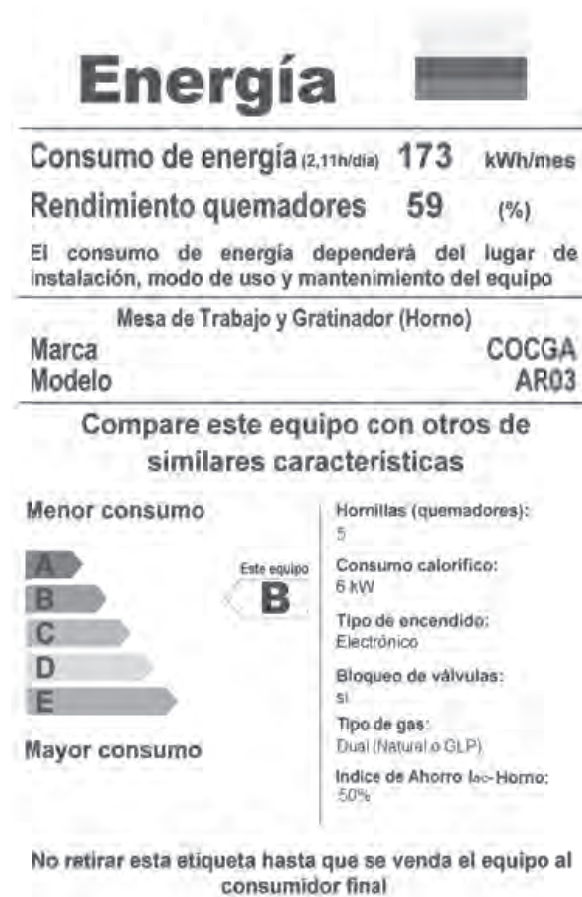 Energía
Consumo de energía (2,11h/día) 173 kWh/mes
Rendimiento quemadores 59 (%)
El consumo de energía dependerá del lugar de
instalación, modo de uso y mantenimiento del equipo
Mesa de Trabajo y Gratinador (Horno)
Marca COCGA
Modelo AR03
Compare este equipo con otros de
similares características
Menor consumo
A
B
C
D
E
Mayor consumo
Este equipo
B
Hornillas (quemadores):
5
Consumo calorífico:
6 kW
Tipo de encendido:
Electrónico
Bloqueo de válvulas:
si
Tipo de gas:
Dual (Natural o GLP)
Indice de Ahorro Iac-Horno:
50%
No retirar esta etiqueta hasta que se venda el equipo al
consumidor final